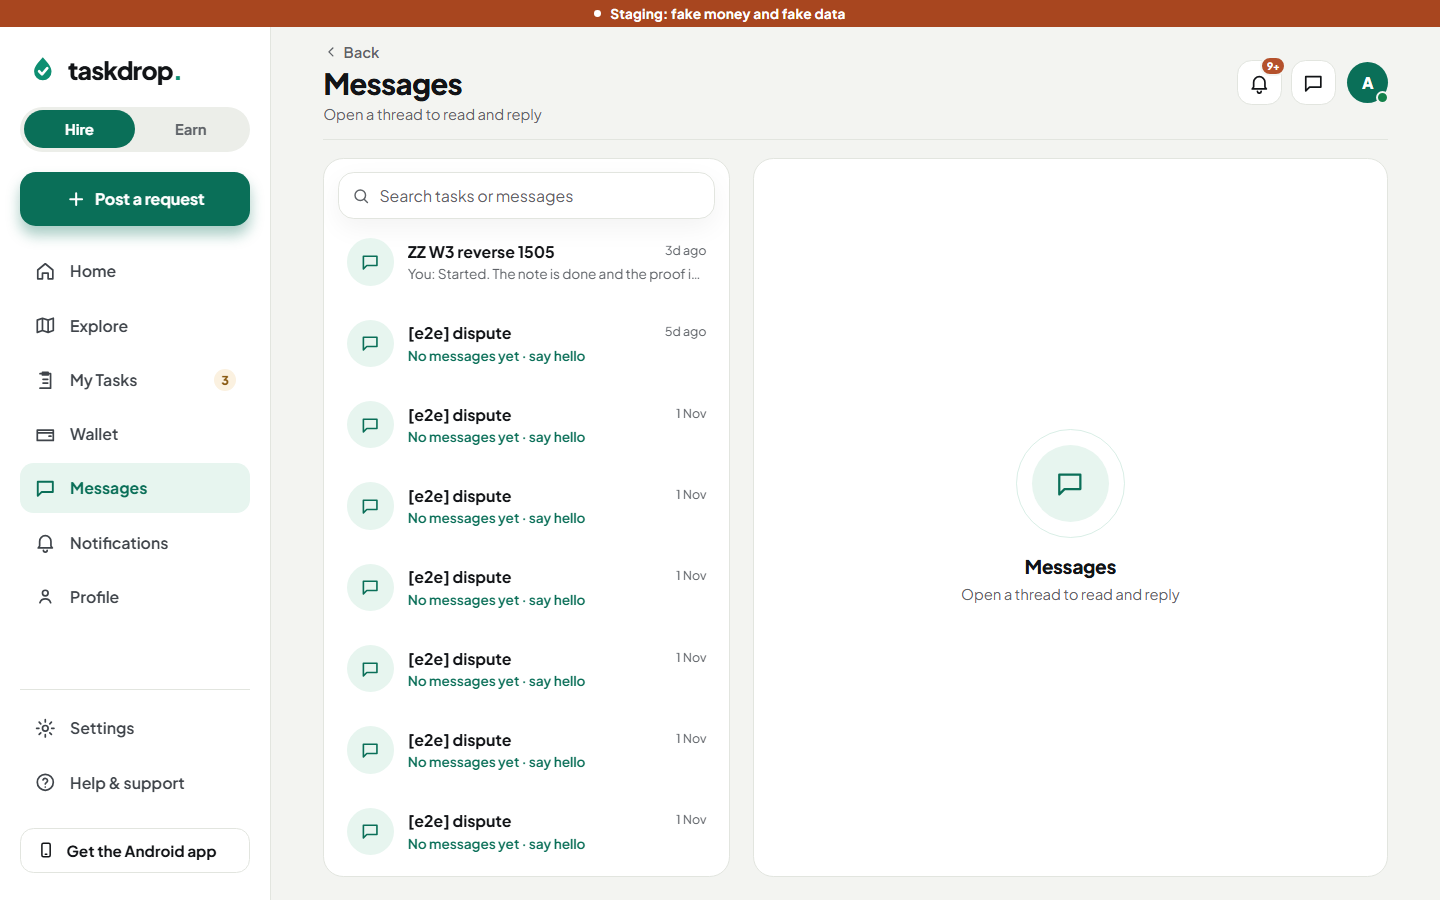 Staging: fake money and fake data
taskdrop.
Hire
Earn
Post a request
Home
Explore
My Tasks
3
Wallet
Messages
Notifications
Profile
Settings
Help & support
Get the Android app
Back
Messages
Open a thread to read and reply
9+
A
Search tasks or messages
ZZ W3 reverse 1505
3d ago
You: Started. The note is done and the proof i...
[e2e] dispute
5d ago
No messages yet · say hello
[e2e] dispute
1 Nov
No messages yet · say hello
[e2e] dispute
1 Nov
No messages yet · say hello
[e2e] dispute
1 Nov
No messages yet · say hello
[e2e] dispute
1 Nov
No messages yet · say hello
[e2e] dispute
1 Nov
No messages yet · say hello
[e2e] dispute
1 Nov
No messages yet · say hello
Messages
Open a thread to read and reply